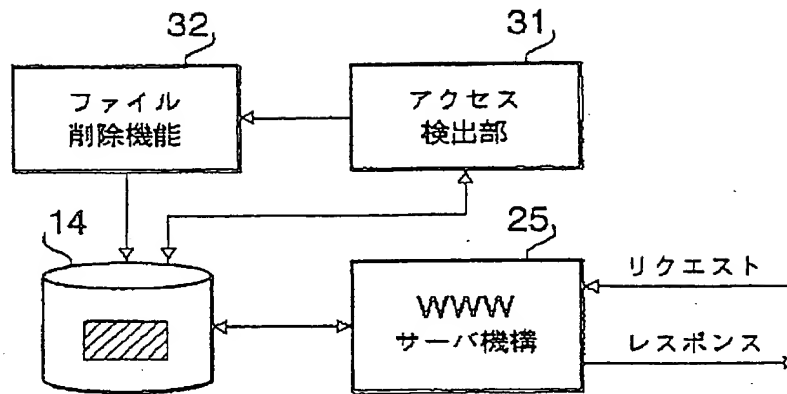 32
ファイル
削除機能
31
アクセス
検出部
14
25
WWW
サーバ機構
リクエスト
レスポンス